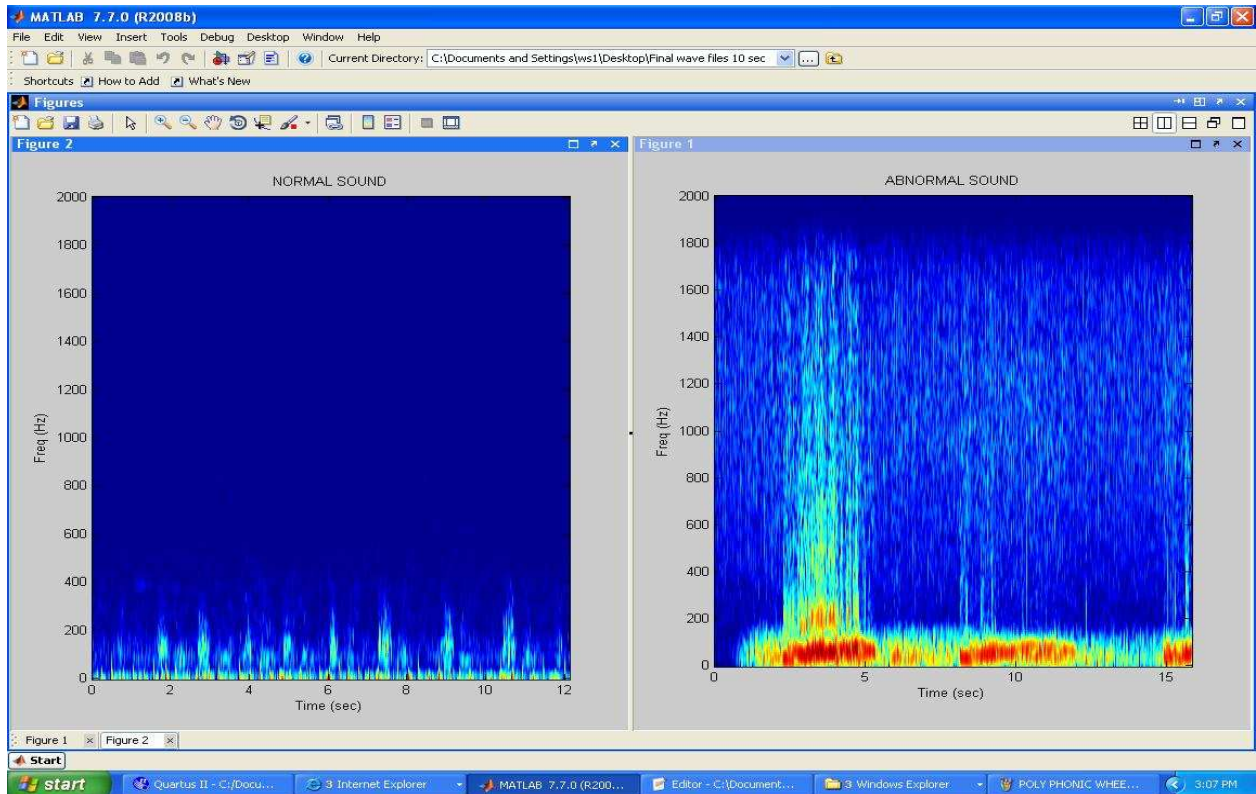 MATLAB 7.7.0 (R2008b)
File Edit View Insert Tools Debug Desktop Window Help
Current Directory: C:\Documents and Settings\ws1\Desktop\Final wave files 10 sec
Shortcuts How to Add What's New
Figures
Figure 2
Figure 1
NORMAL SOUND
2000
1800
1600
1400
1200
1000
800
600
400
200
0
Freq (Hz)
0 2 4 6 8 10 12
Time (sec)
ABNORMAL SOUND
2000
1800
1600
1400
1200
1000
800
600
400
200
0
Freq (Hz)
0 5 10 15
Time (sec)
Figure 1 Figure 2
Start
start Quartus II - C:/Docu... 3 Internet Explorer MATLAB 7.7.0 (R200... Editor - C:\Document... 3 Windows Explorer POLY PHONIC WHEE... 3:07 PM